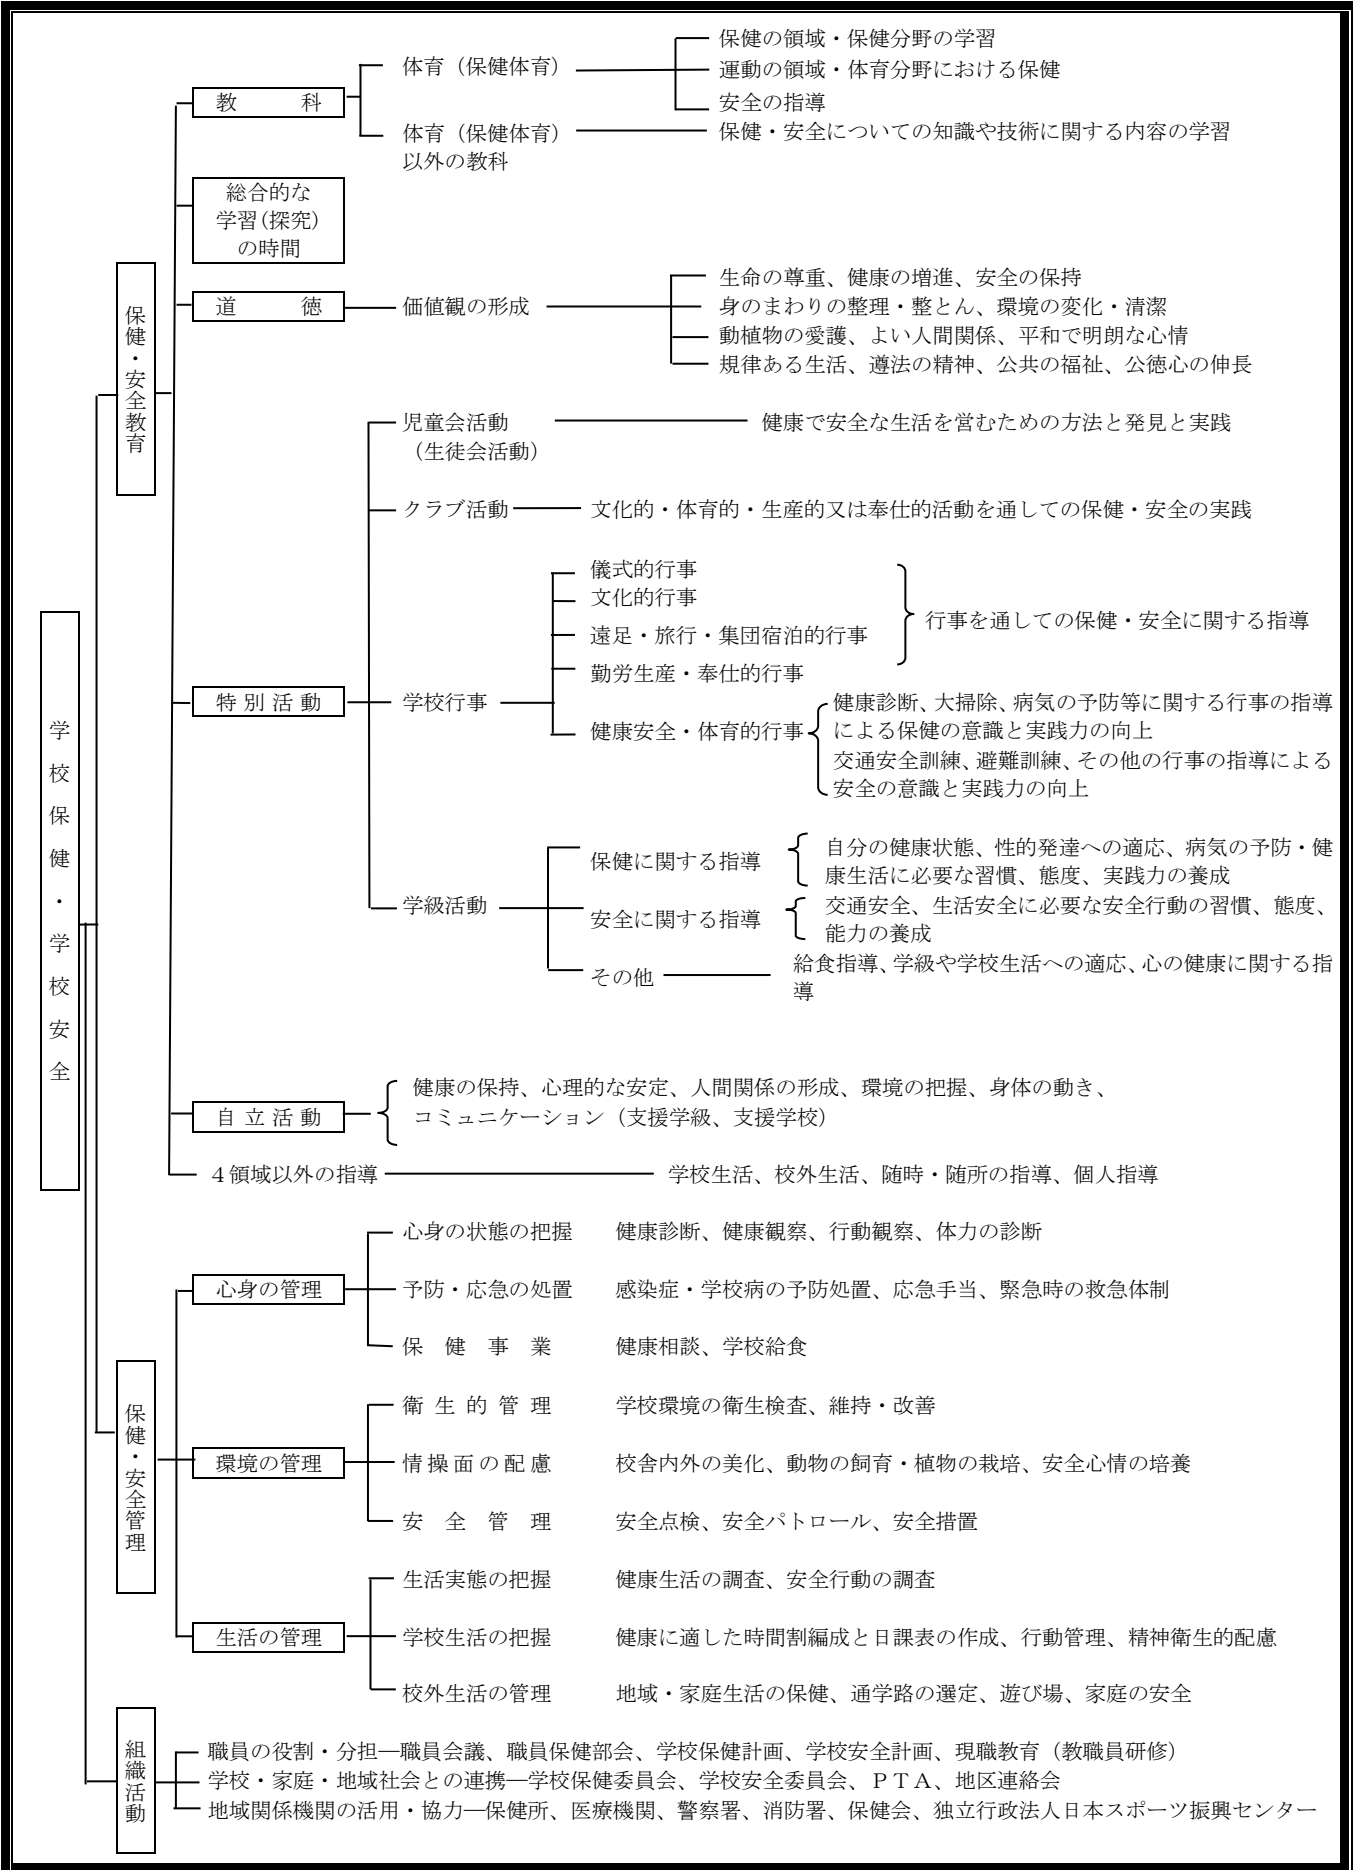 学校保健・学校安全
保健・安全教育
教　　　科
体育（保健体育）
保健の領域・保健分野の学習
運動の領域・体育分野における保健
安全の指導
体育（保健体育）
以外の教科
保健・安全についての知識や技術に関する内容の学習
総合的な
学習(探究)
の時間
道　　　徳
価値観の形成
生命の尊重、健康の増進、安全の保持
身のまわりの整理・整とん、環境の変化・清潔
動植物の愛護、よい人間関係、平和で明朗な心情
規律ある生活、遵法の精神、公共の福祉、公徳心の伸長
特別活動
児童会活動
（生徒会活動）
健康で安全な生活を営むための方法と発見と実践
クラブ活動
文化的・体育的・生産的又は奉仕的活動を通しての保健・安全の実践
学校行事
儀式的行事
文化的行事
遠足・旅行・集団宿泊的行事
勤労生産・奉仕的行事
行事を通しての保健・安全に関する指導
健康安全・体育的行事
健康診断、大掃除、病気の予防等に関する行事の指導
による保健の意識と実践力の向上
交通安全訓練、避難訓練、その他の行事の指導による
安全の意識と実践力の向上
学級活動
保健に関する指導
自分の健康状態、性的発達への適応、病気の予防・健
康生活に必要な習慣、態度、実践力の養成
安全に関する指導
交通安全、生活安全に必要な安全行動の習慣、態度、
能力の養成
その他
給食指導、学級や学校生活への適応、心の健康に関する指
導
自立活動
健康の保持、心理的な安定、人間関係の形成、環境の把握、身体の動き、
コミュニケーション（支援学級、支援学校）
４領域以外の指導
学校生活、校外生活、随時・随所の指導、個人指導
保健・安全管理
心身の管理
心身の状態の把握
健康診断、健康観察、行動観察、体力の診断
予防・応急の処置
感染症・学校病の予防処置、応急手当、緊急時の救急体制
保　健　事　業
健康相談、学校給食
環境の管理
衛生的管理
学校環境の衛生検査、維持・改善
情操面の配慮
校舎内外の美化、動物の飼育・植物の栽培、安全心情の培養
安　全　管　理
安全点検、安全パトロール、安全措置
生活の管理
生活実態の把握
健康生活の調査、安全行動の調査
学校生活の把握
健康に適した時間割編成と日課表の作成、行動管理、精神衛生的配慮
校外生活の管理
地域・家庭生活の保健、通学路の選定、遊び場、家庭の安全
組織活動
職員の役割・分担―職員会議、職員保健部会、学校保健計画、学校安全計画、現職教育（教職員研修）
学校・家庭・地域社会との連携―学校保健委員会、学校安全委員会、ＰＴＡ、地区連絡会
地域関係機関の活用・協力―保健所、医療機関、警察署、消防署、保健会、独立行政法人日本スポーツ振興センター